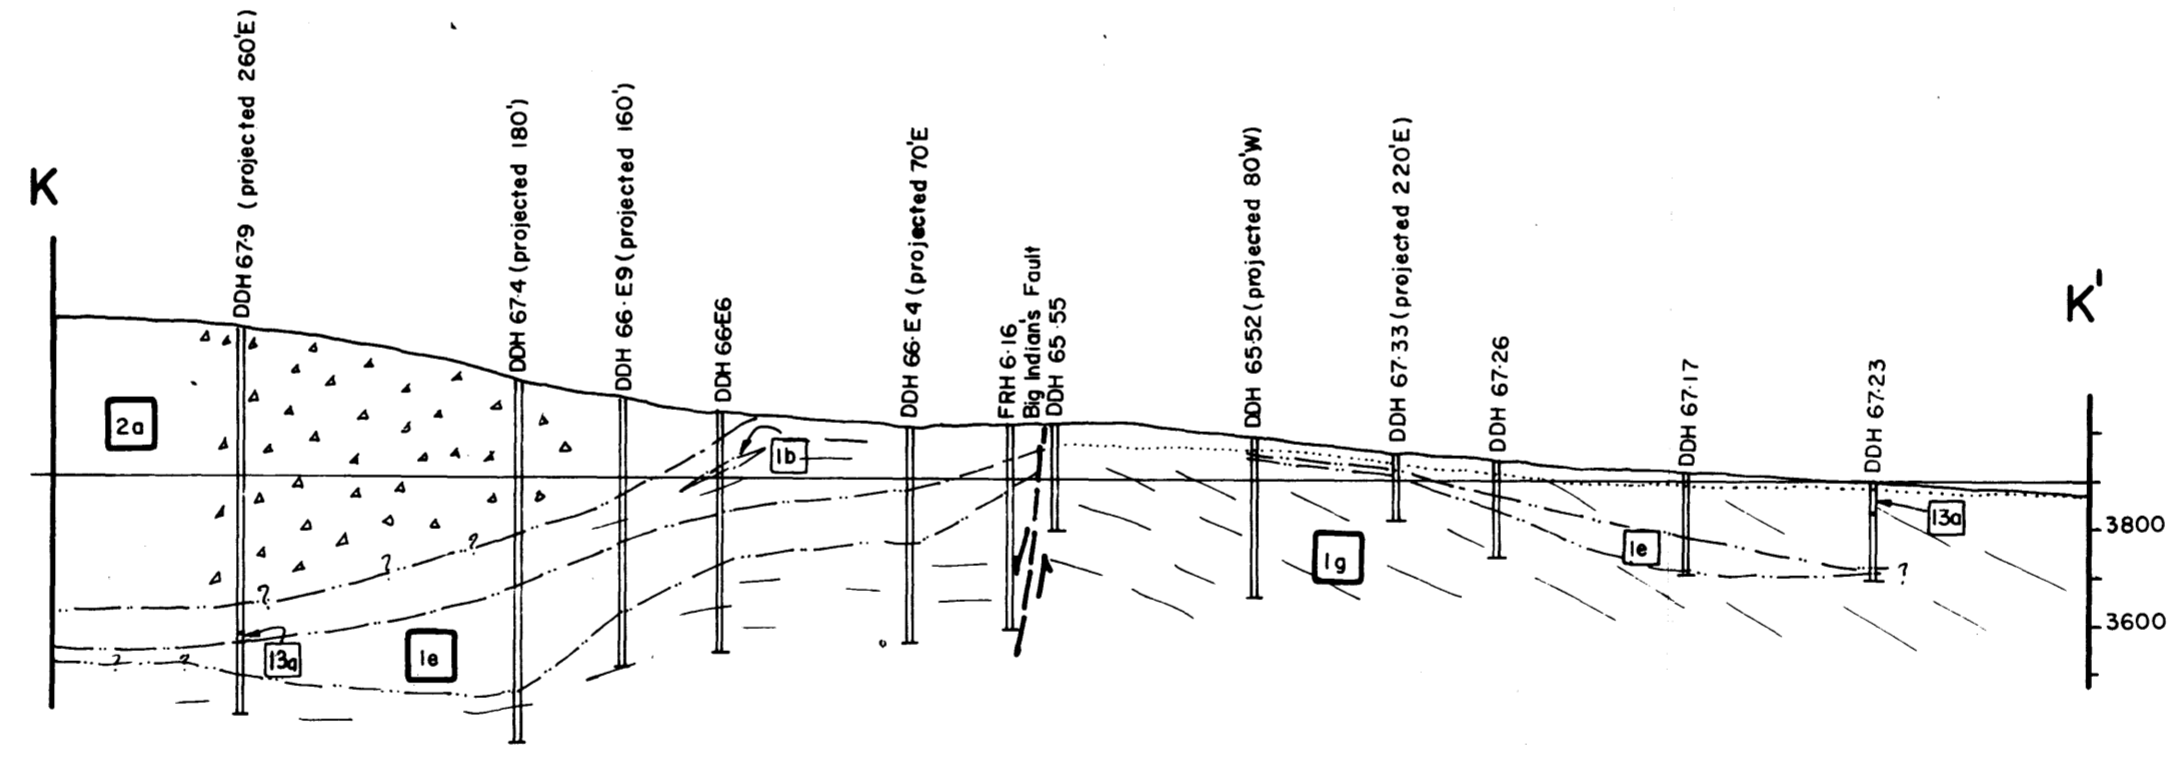 K
DDH 67·9 (projected 260'E)
DDH 67·4 (projected 180')
DDH 66·E9 (projected 160')
DDH 66·E6
DDH 66·E4 (projected 70'E
FRH 6·16
Big Indian's Fault
DDH 65·55
DDH 65·52 (projected 80'W)
DDH 67·33 (projected 220'E)
DDH 67·26
DDH 67·17
DDH 67·23
K'
2a
1b
13a
1e
1g
1e
13a
3800
3600
?
?
?
?
?
?